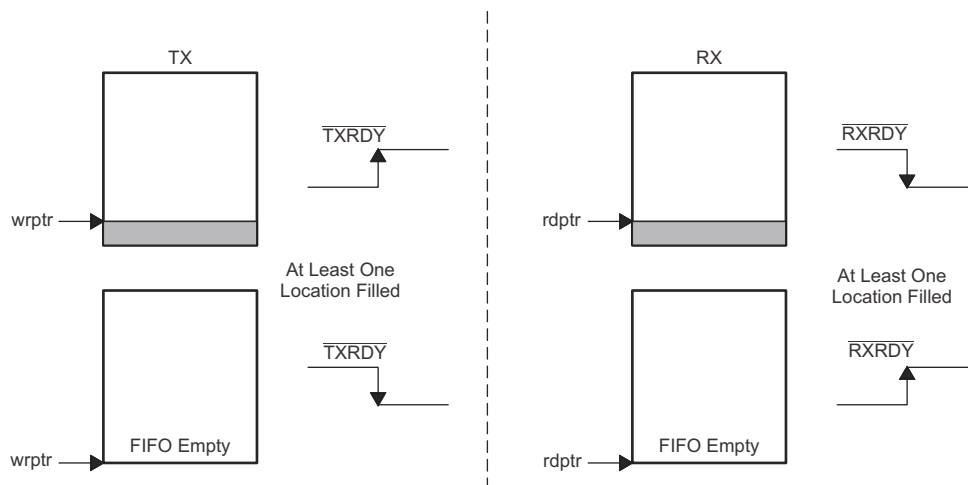 TX
TXRDY
wrptr
At Least One
Location Filled
TXRDY
FIFO Empty
wrptr
RX
RXRDY
rdptr
At Least One
Location Filled
RXRDY
FIFO Empty
rdptr